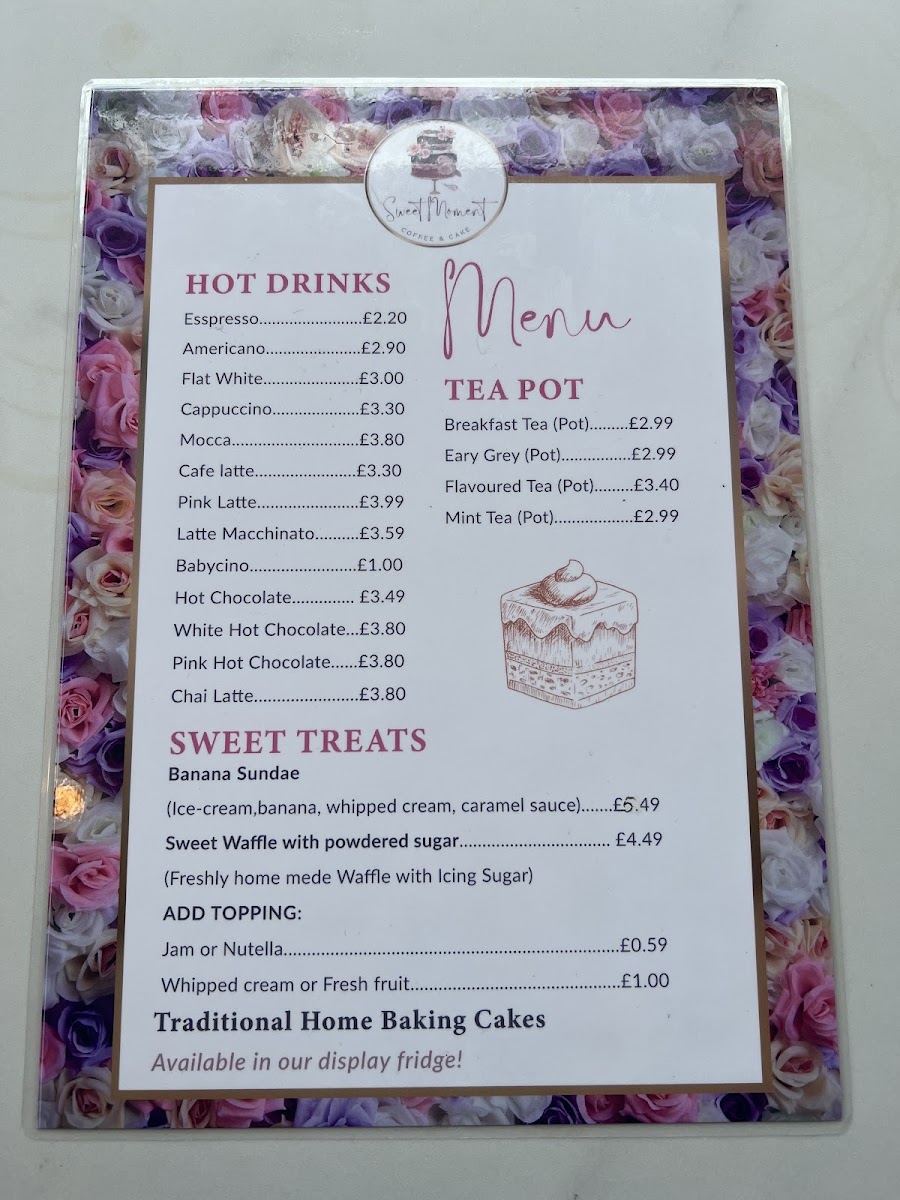 Sweet Moment
COFFEE & CAKE
Menu
HOT DRINKS
Esspresso.......................£2.20
Americano.....................£2.90
Flat White.....................£3.00
Cappuccino...................£3.30
Mocca............................£3.80
Cafe latte.......................£3.30
Pink Latte......................£3.99
Latte Macchinato..........£3.59
Babycino........................£1.00
Hot Chocolate.............. £3.49
White Hot Chocolate...£3.80
Pink Hot Chocolate......£3.80
Chai Latte.......................£3.80
TEA POT
Breakfast Tea (Pot).........£2.99
Eary Grey (Pot)................£2.99
Flavoured Tea (Pot).........£3.40
Mint Tea (Pot)..................£2.99
SWEET TREATS
Banana Sundae
(Ice-cream,banana, whipped cream, caramel sauce).......£5.49
Sweet Waffle with powdered sugar.................................. £4.49
(Freshly home mede Waffle with Icing Sugar)
ADD TOPPING:
Jam or Nutella...........................................................................£0.59
Whipped cream or Fresh fruit...............................................£1.00
Traditional Home Baking Cakes
Available in our display fridge!